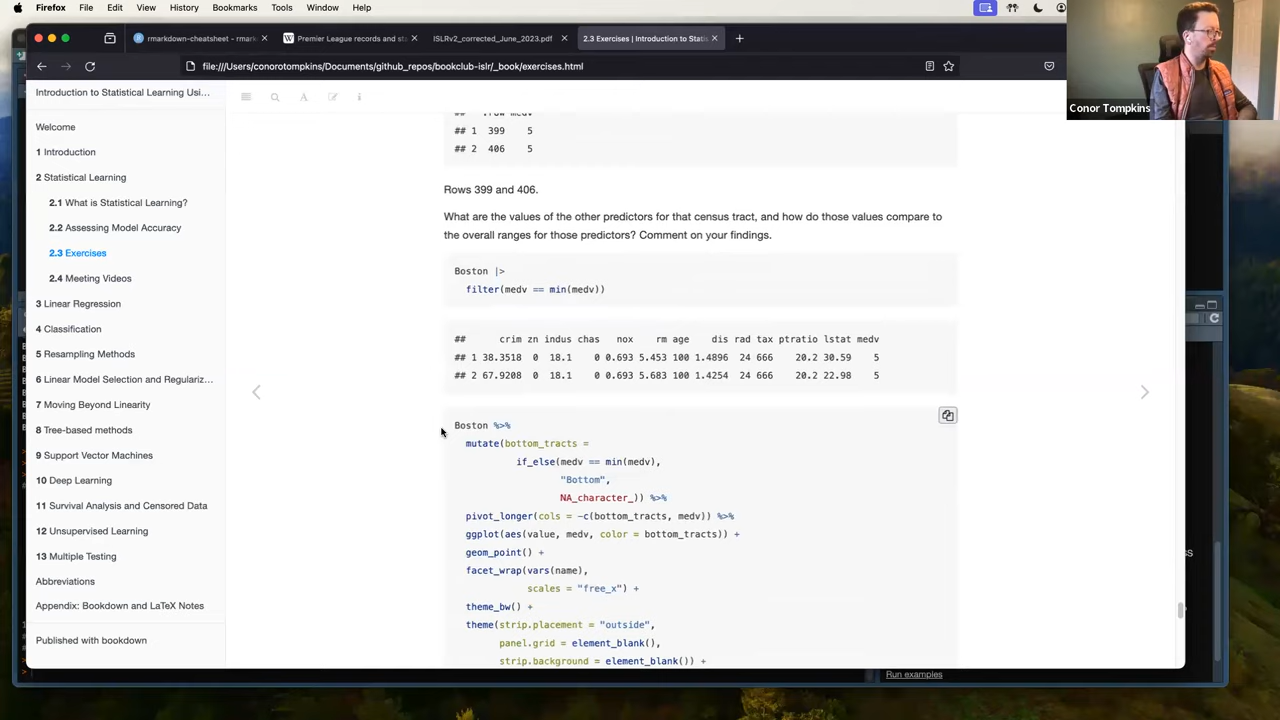 Firefox File Edit View History Bookmarks Tools Window Help
rmarkdown-cheatsheet - rmark
Premier League records and st
ISLRv2_corrected_June_2023.pdf
2.3 Exercises | Introduction to Stati
file:///Users/conorotompkins/Documents/github_repos/bookclub-islr/_book/exercises.html
Conor Tompkins
Introduction to Statistical Learning Usi...
Welcome
1 Introduction
2 Statistical Learning
2.1 What is Statistical Learning?
2.2 Assessing Model Accuracy
2.3 Exercises
2.4 Meeting Videos
3 Linear Regression
4 Classification
5 Resampling Methods
6 Linear Model Selection and Regulariz...
7 Moving Beyond Linearity
8 Tree-based methods
9 Support Vector Machines
10 Deep Learning
11 Survival Analysis and Censored Data
12 Unsupervised Learning
13 Multiple Testing
Abbreviations
Appendix: Bookdown and LaTeX Notes
Published with bookdown
## 1 399 5
## 2 406 5
Rows 399 and 406.
What are the values of the other predictors for that census tract, and how do those values compare to
the overall ranges for those predictors? Comment on your findings.
Boston |>
filter(medv == min(medv))
## crim zn indus chas nox rm age dis rad tax ptratio lstat medv
## 1 38.3518 0 18.1 0 0.693 5.453 100 1.4896 24 666 20.2 30.59 5
## 2 67.9208 0 18.1 0 0.693 5.683 100 1.4254 24 666 20.2 22.98 5
Boston %>%
mutate(bottom_tracts =
if_else(medv == min(medv),
"Bottom",
NA_character_)) %>%
pivot_longer(cols = -c(bottom_tracts, medv)) %>%
ggplot(aes(value, medv, color = bottom_tracts)) +
geom_point() +
facet_wrap(vars(name),
scales = "free_x") +
theme_bw() +
theme(strip.placement = "outside",
panel.grid = element_blank(),
strip.background = element_blank()) +
Run examples